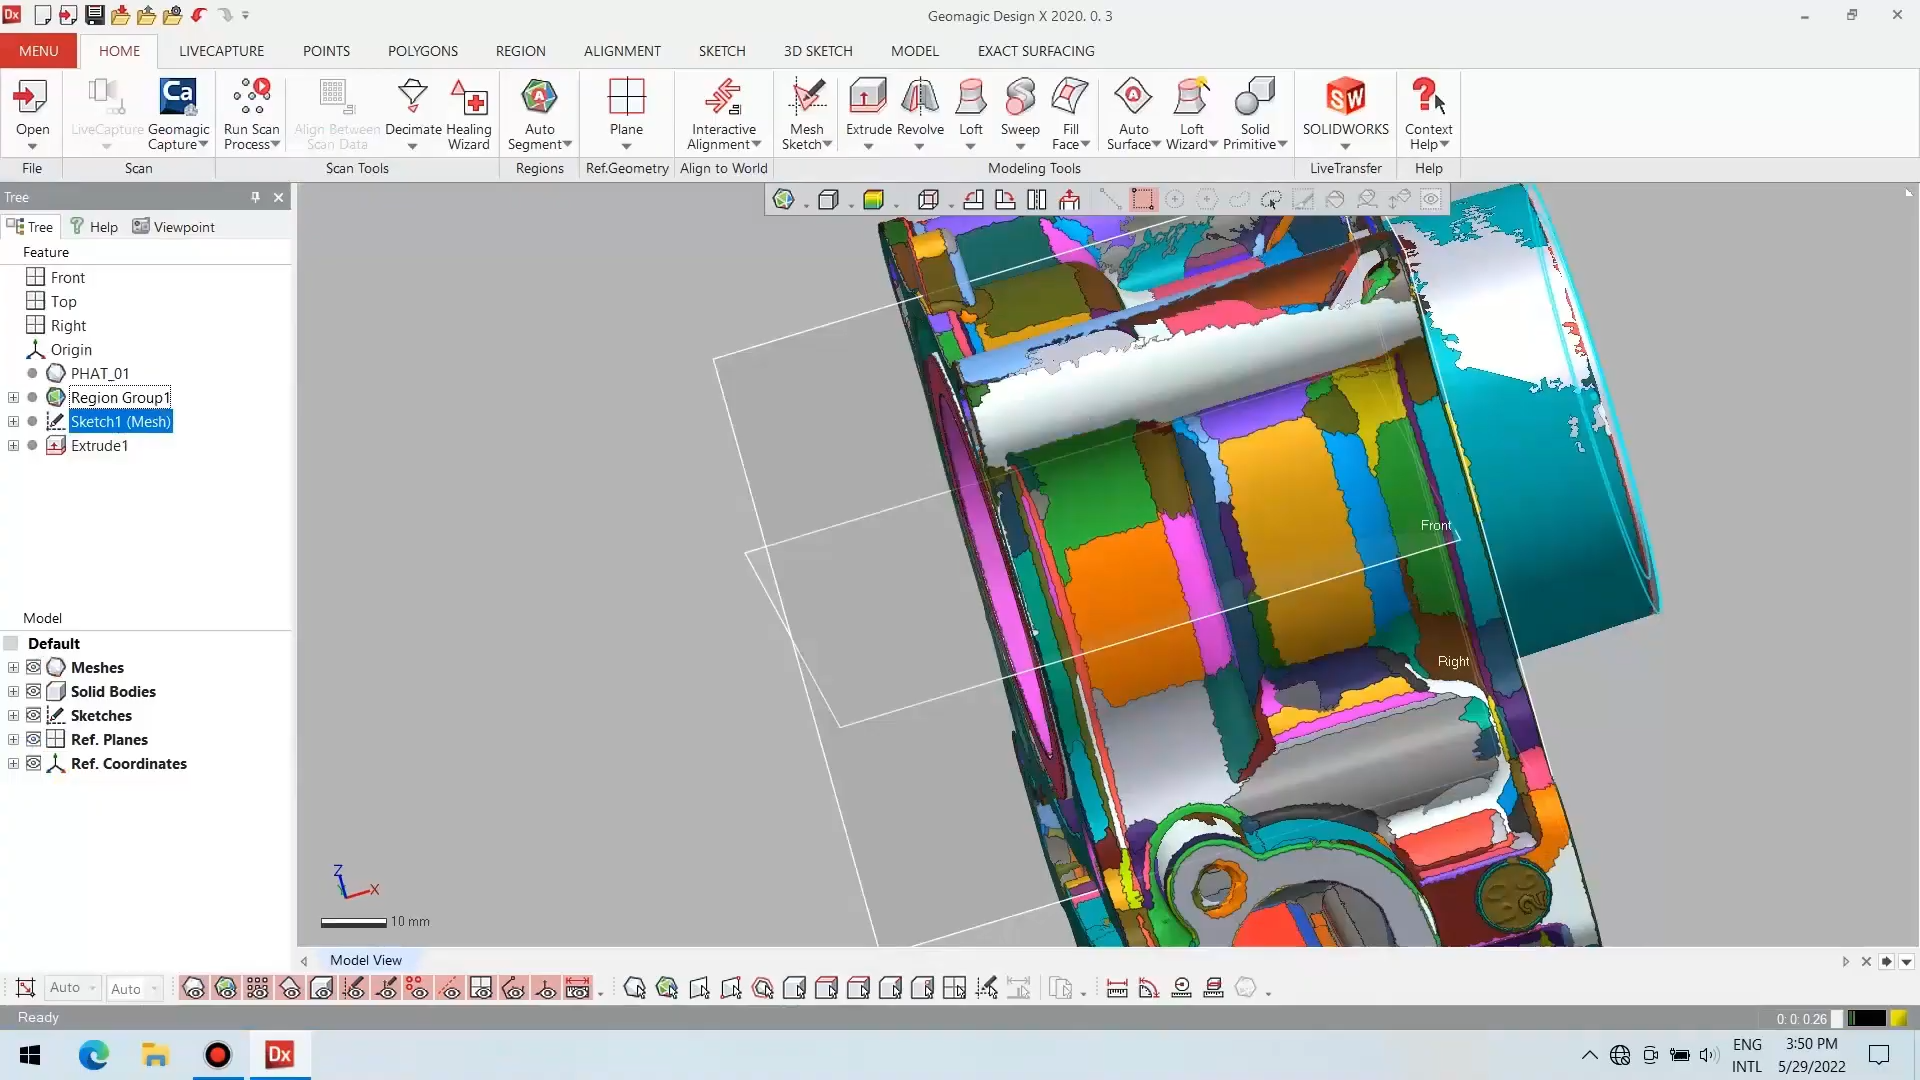 Dx
Geomagic Design X 2020. 0. 3
MENU HOME LIVECAPTURE POINTS POLYGONS REGION ALIGNMENT SKETCH 3D SKETCH MODEL EXACT SURFACING
Open
LiveCapture
Ca
Geomagic Capture
Run Scan Process
Align Between Scan Data
Decimate
Healing Wizard
Auto Segment
Plane
Interactive Alignment
Mesh Sketch
Extrude
Revolve
Loft
Sweep
Fill Face
Auto Surface
Loft Wizard
Solid Primitive
SW
SOLIDWORKS
Context Help
File Scan Scan Tools Regions Ref.Geometry Align to World Modeling Tools LiveTransfer Help
Tree
Tree Help Viewpoint
Feature
Front
Top
Right
Origin
PHAT_01
Region Group1
Sketch1 (Mesh)
Extrude1
Model
Default
Meshes
Solid Bodies
Sketches
Ref. Planes
Ref. Coordinates
Front
Right
Z
X
10 mm
Model View
Auto Auto
Ready
0: 0: 0.26
Dx
ENG
INTL
3:50 PM
5/29/2022